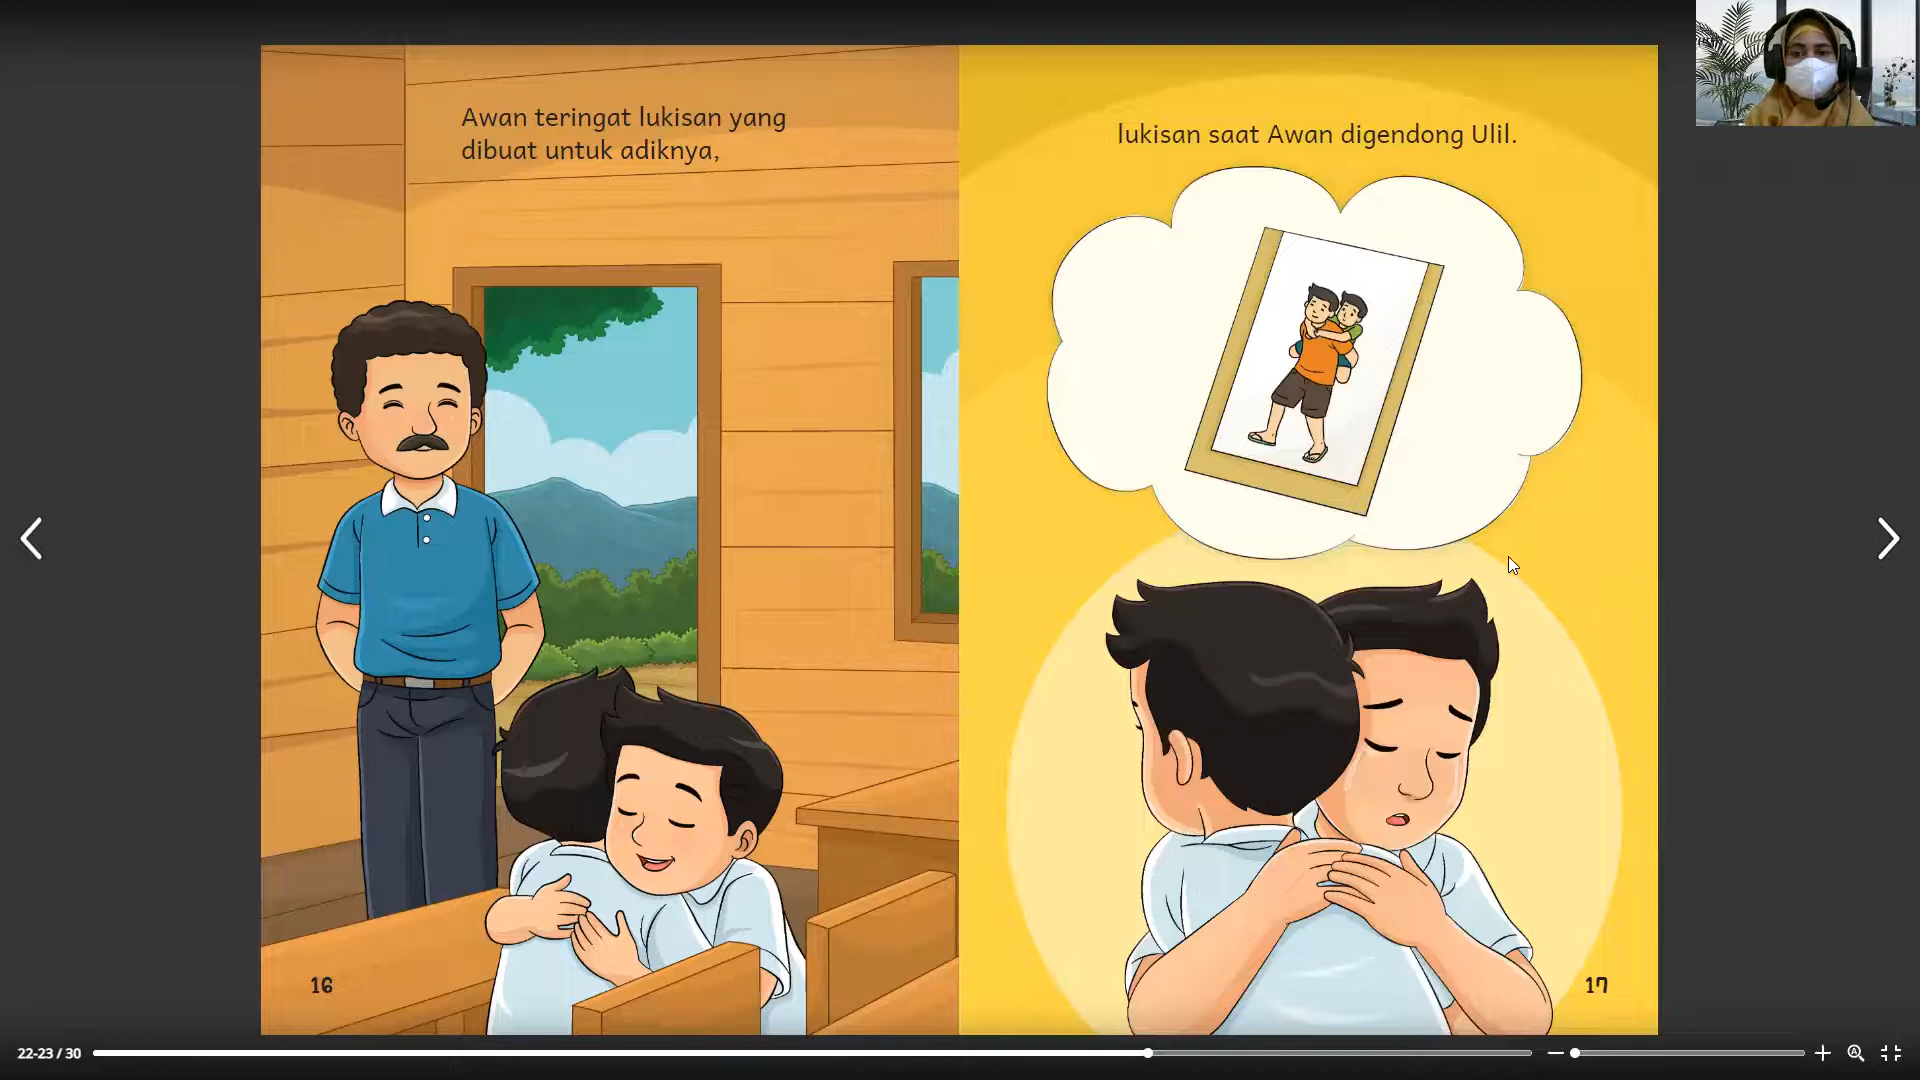 Awan teringat lukisan yang
dibuat untuk adiknya,
lukisan saat Awan digendong Ulil.
16
17
22-23 / 30